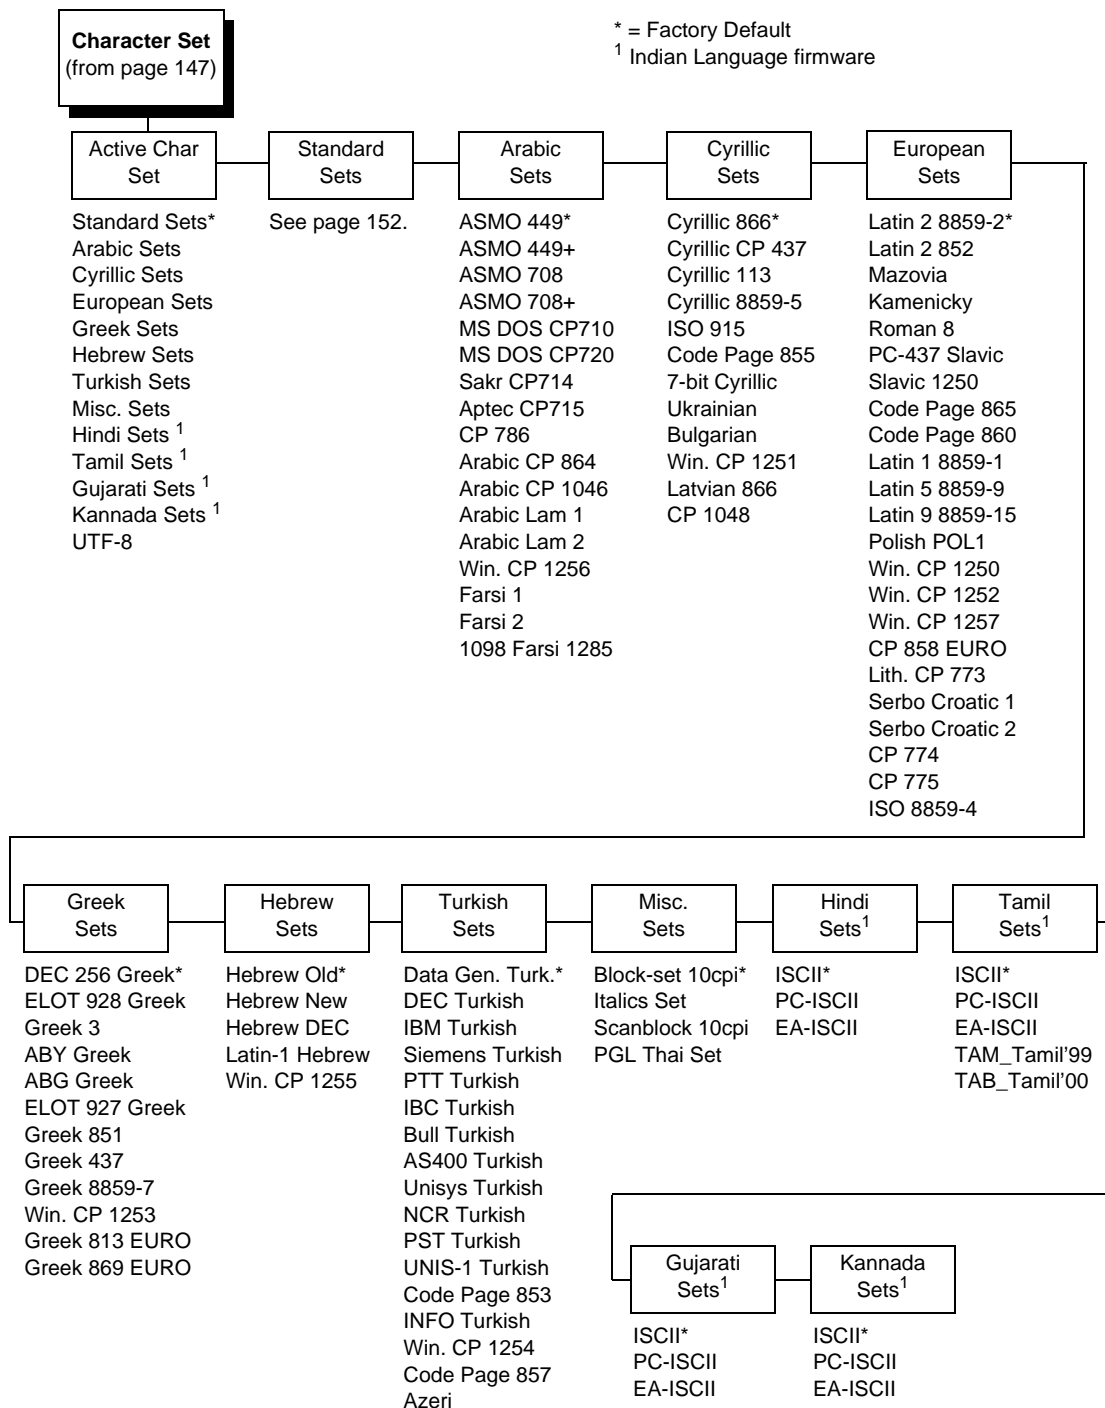 Character Set
(from page 147)
* = Factory Default
1 Indian Language firmware
Active Char
Set
Standard Sets*
Arabic Sets
Cyrillic Sets
European Sets
Greek Sets
Hebrew Sets
Turkish Sets
Misc. Sets
Hindi Sets 1
Tamil Sets 1
Gujarati Sets 1
Kannada Sets 1
UTF-8
Standard
Sets
See page 152.
Arabic
Sets
ASMO 449*
ASMO 449+
ASMO 708
ASMO 708+
MS DOS CP710
MS DOS CP720
Sakr CP714
Aptec CP715
CP 786
Arabic CP 864
Arabic CP 1046
Arabic Lam 1
Arabic Lam 2
Win. CP 1256
Farsi 1
Farsi 2
1098 Farsi 1285
Cyrillic
Sets
Cyrillic 866*
Cyrillic CP 437
Cyrillic 113
Cyrillic 8859-5
ISO 915
Code Page 855
7-bit Cyrillic
Ukrainian
Bulgarian
Win. CP 1251
Latvian 866
CP 1048
European
Sets
Latin 2 8859-2*
Latin 2 852
Mazovia
Kamenicky
Roman 8
PC-437 Slavic
Slavic 1250
Code Page 865
Code Page 860
Latin 1 8859-1
Latin 5 8859-9
Latin 9 8859-15
Polish POL1
Win. CP 1250
Win. CP 1252
Win. CP 1257
CP 858 EURO
Lith. CP 773
Serbo Croatic 1
Serbo Croatic 2
CP 774
CP 775
ISO 8859-4
Greek
Sets
DEC 256 Greek*
ELOT 928 Greek
Greek 3
ABY Greek
ABG Greek
ELOT 927 Greek
Greek 851
Greek 437
Greek 8859-7
Win. CP 1253
Greek 813 EURO
Greek 869 EURO
Hebrew
Sets
Hebrew Old*
Hebrew New
Hebrew DEC
Latin-1 Hebrew
Win. CP 1255
Turkish
Sets
Data Gen. Turk.*
DEC Turkish
IBM Turkish
Siemens Turkish
PTT Turkish
IBC Turkish
Bull Turkish
AS400 Turkish
Unisys Turkish
NCR Turkish
PST Turkish
UNIS-1 Turkish
Code Page 853
INFO Turkish
Win. CP 1254
Code Page 857
Azeri
Misc.
Sets
Block-set 10cpi*
Italics Set
Scanblock 10cpi
PGL Thai Set
Hindi
Sets1
ISCII*
PC-ISCII
EA-ISCII
Tamil
Sets1
ISCII*
PC-ISCII
EA-ISCII
TAM_Tamil'99
TAB_Tamil'00
Gujarati
Sets1
ISCII*
PC-ISCII
EA-ISCII
Kannada
Sets1
ISCII*
PC-ISCII
EA-ISCII